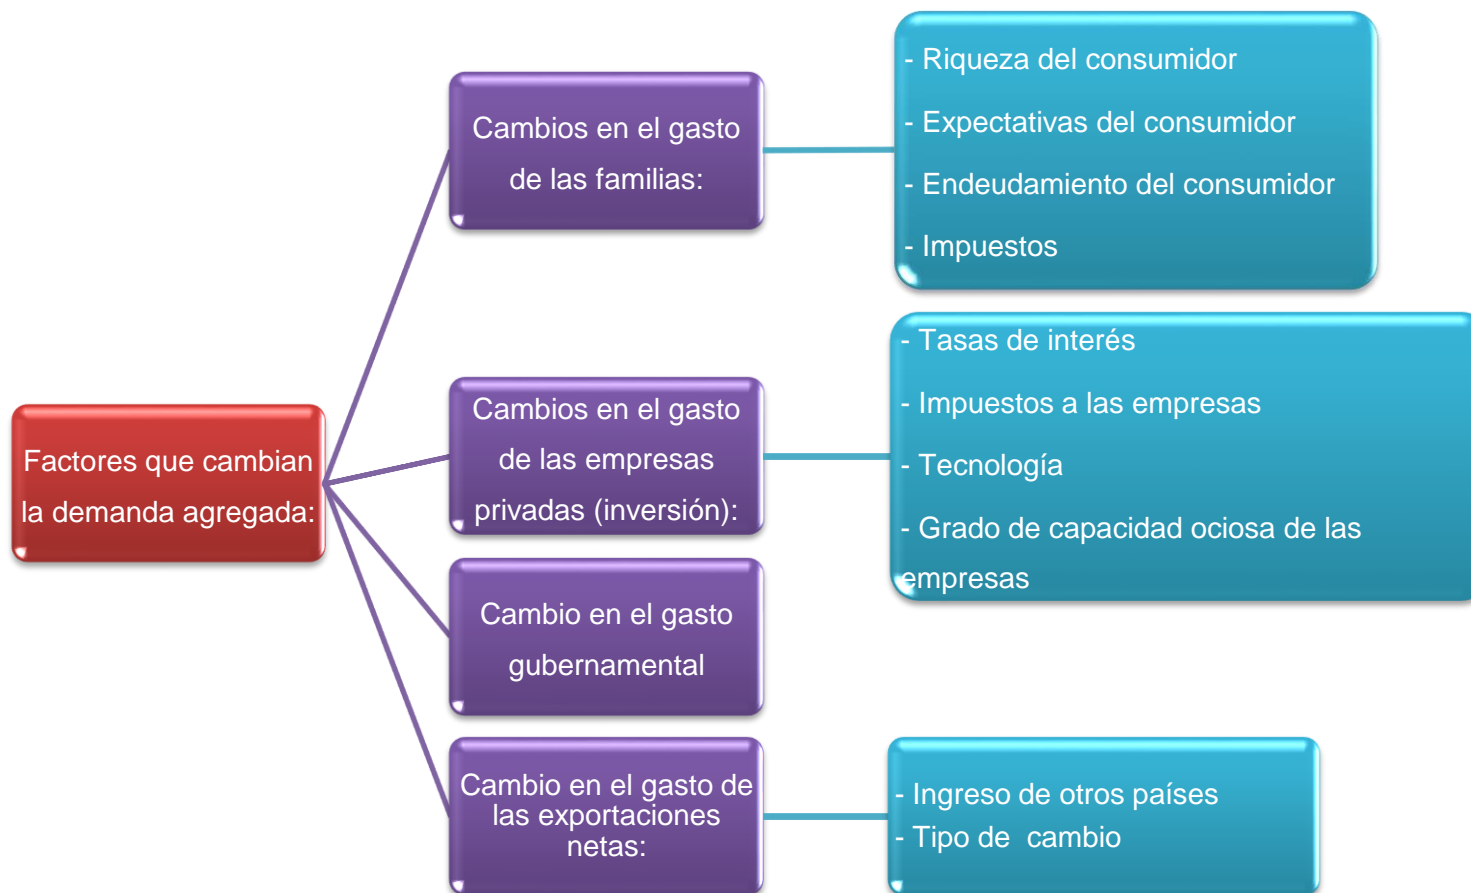 Factores que cambian
la demanda agregada:
Cambios en el gasto
de las familias:
- Riqueza del consumidor
- Expectativas del consumidor
- Endeudamiento del consumidor
- Impuestos
Cambios en el gasto
de las empresas
privadas (inversión):
- Tasas de interés
- Impuestos a las empresas
- Tecnología
- Grado de capacidad ociosa de las
empresas
Cambio en el gasto
gubernamental
Cambio en el gasto de
las exportaciones
netas:
- Ingreso de otros países
- Tipo de  cambio